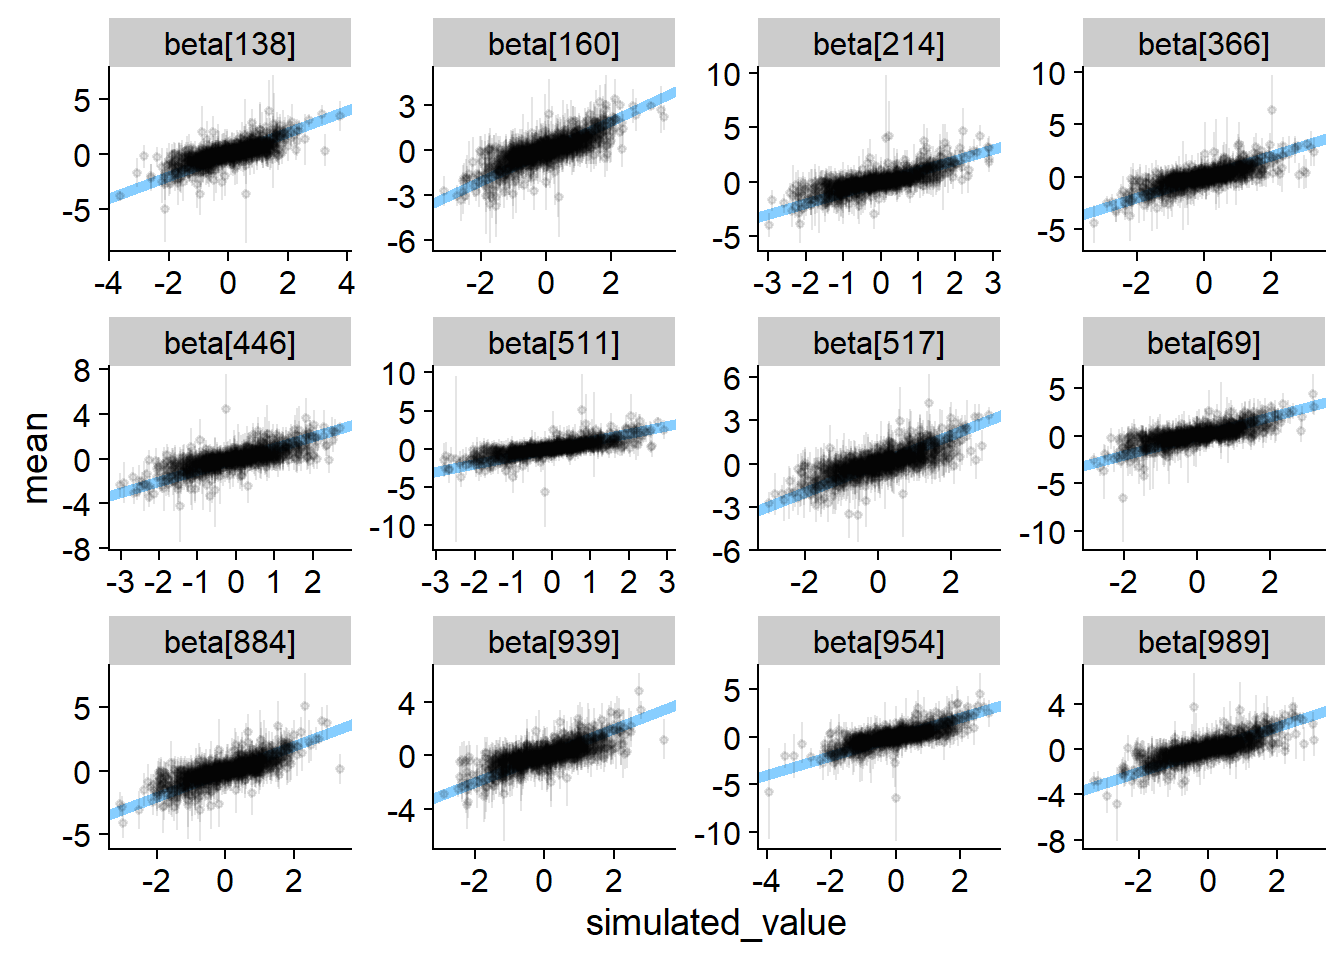 beta[138] beta[160] beta[214] beta[366]
5 3 10 10
0 0 5 5
-5 -3 0 0
-6 -5 -5
-4 -2 0 2 4 -2 0 2 -3 -2 -1 0 1 2 3 -2 0 2
beta[446] beta[511] beta[517] beta[69]
8 10 6 5
4 5 3 0
0 0 0 -5
-4 -5 -3 -10
-8 -10 -6
-3 -2 -1 0 1 2 -3 -2 -1 0 1 2 3 -2 0 2 -2 0 2
mean
beta[884] beta[939] beta[954] beta[989]
5 4 5 4
0 0 0 0
-5 -4 -5 -4
-10 -8
-2 0 2 -2 0 2 -4 -2 0 2 -2 0 2
simulated_value